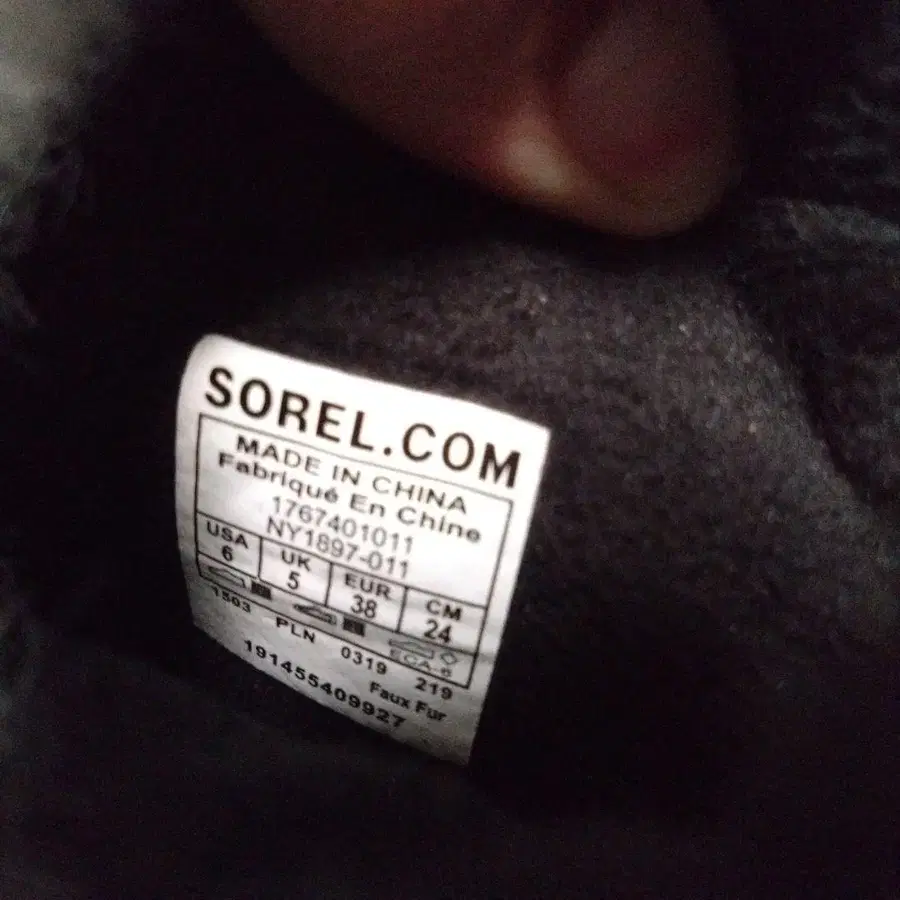 SOREL.COM
MADE IN CHINA
Fabriqué En Chine
1767401011
NY1897-011
USA UK EUR CM
6 5 38 24
1503 PLN 0319 219
Faux Fur
191455409927